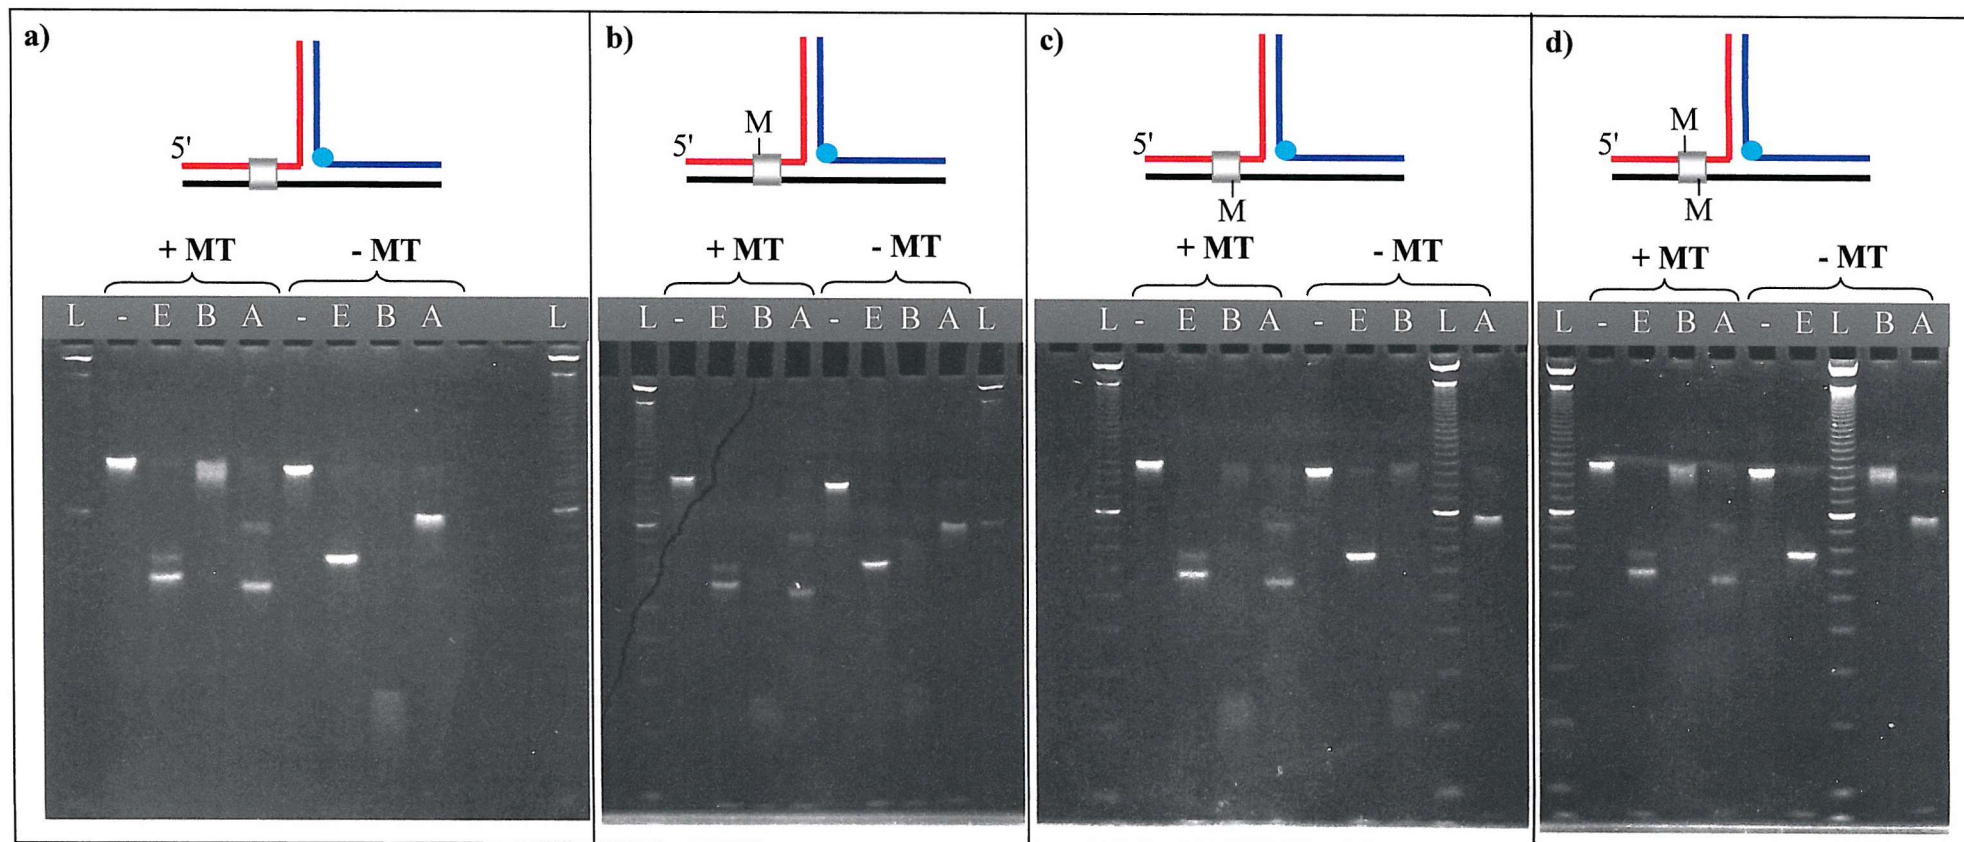 a)
5'
+ MT - MT
L - E B A - E B A L
b)
M
5'
+ MT - MT
L - E B A - E B A L
c)
5'
M
+ MT - MT
L - E B A - E B L A
d)
M
5'
M
+ MT - MT
L - E B A - E L B A